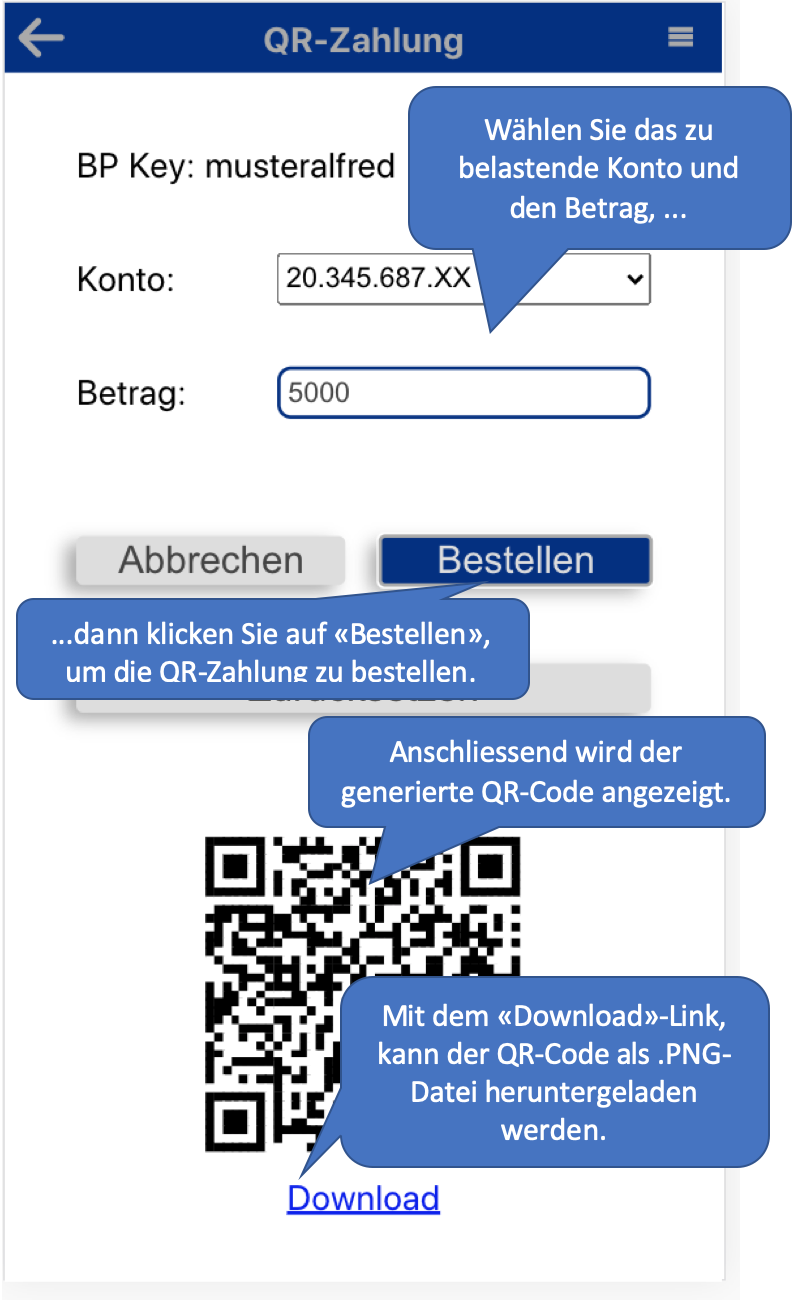 QR-Zahlung
Wählen Sie das zu
belastende Konto und
den Betrag, ...
BP Key: musteralfred
Konto:
20.345.687.XX
Betrag:
5000
Abbrechen
Bestellen
...dann klicken Sie auf «Bestellen»,
um die QR-Zahlung zu bestellen.
Anschliessend wird der
generierte QR-Code angezeigt.
Mit dem «Download»-Link,
kann der QR-Code als .PNG-
Datei heruntergeladen
werden.
Download